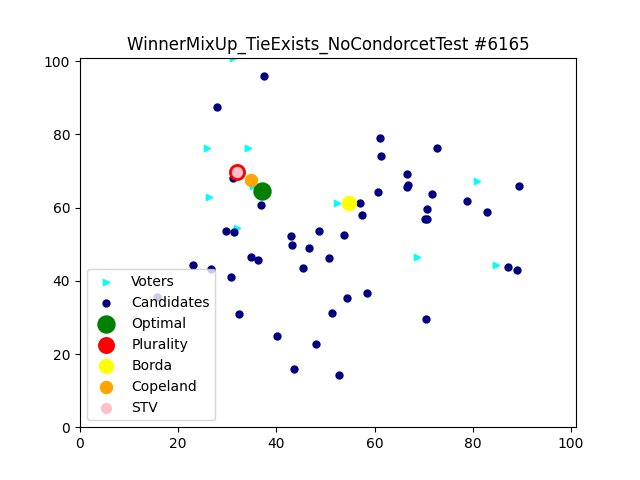 WinnerMixUp_TieExists_NoCondorcetTest #6165
100
80
60
40
20
0
Voters
Candidates
Optimal
Plurality
Borda
Copeland
STV
0 20 40 60 80 100